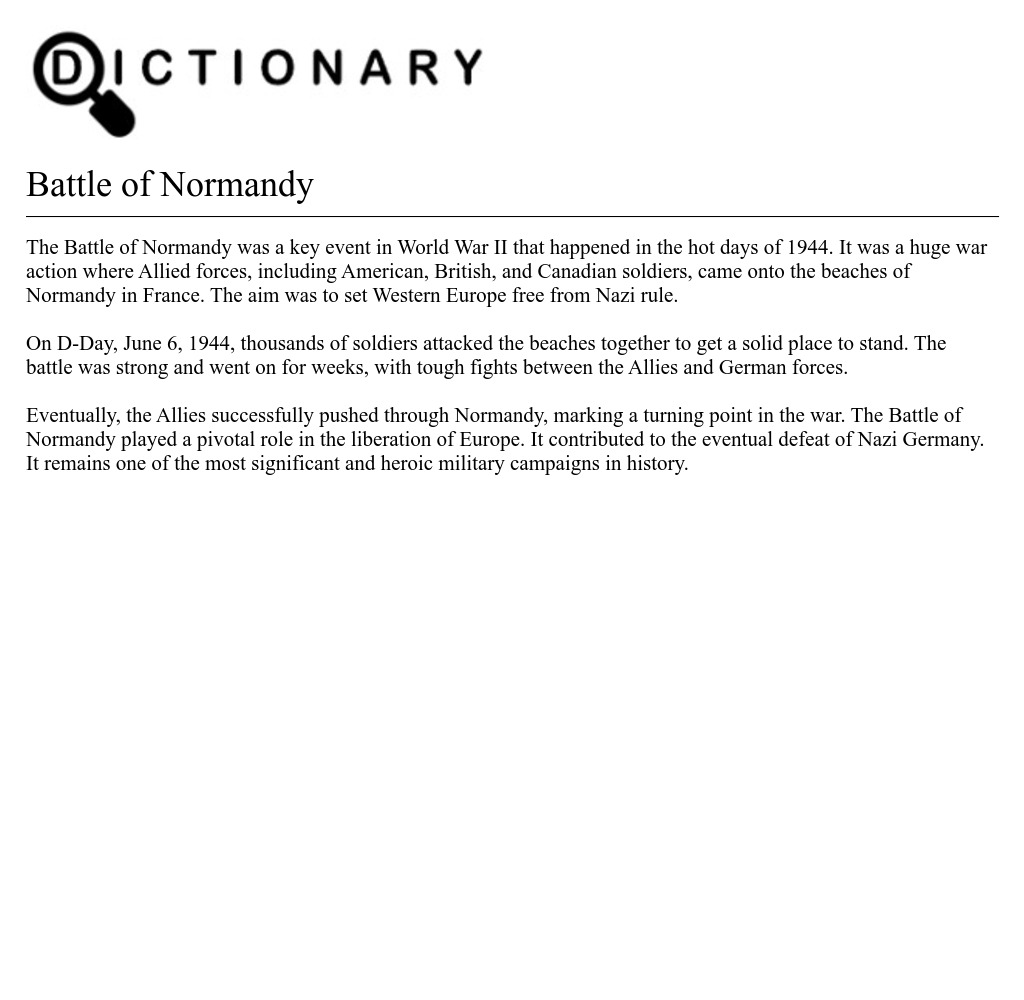 DICTIONARY
Battle of Normandy
The Battle of Normandy was a key event in World War II that happened in the hot days of 1944. It was a huge war
action where Allied forces, including American, British, and Canadian soldiers, came onto the beaches of
Normandy in France. The aim was to set Western Europe free from Nazi rule.
On D-Day, June 6, 1944, thousands of soldiers attacked the beaches together to get a solid place to stand. The
battle was strong and went on for weeks, with tough fights between the Allies and German forces.
Eventually, the Allies successfully pushed through Normandy, marking a turning point in the war. The Battle of
Normandy played a pivotal role in the liberation of Europe. It contributed to the eventual defeat of Nazi Germany.
It remains one of the most significant and heroic military campaigns in history.